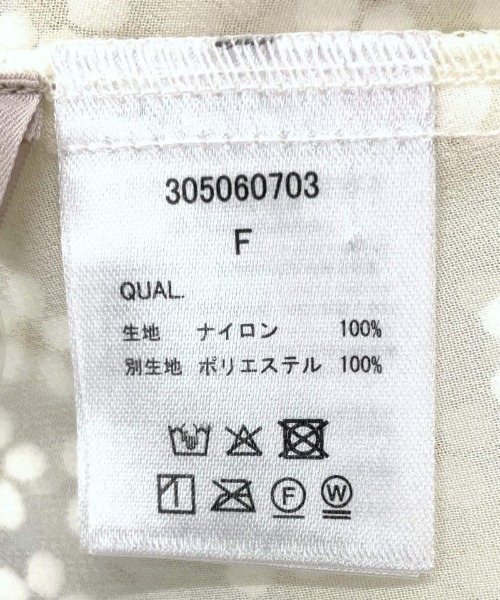 305060703
F
QUAL.
生地 ナイロン 100%
別生地 ポリエステル 100%
F W